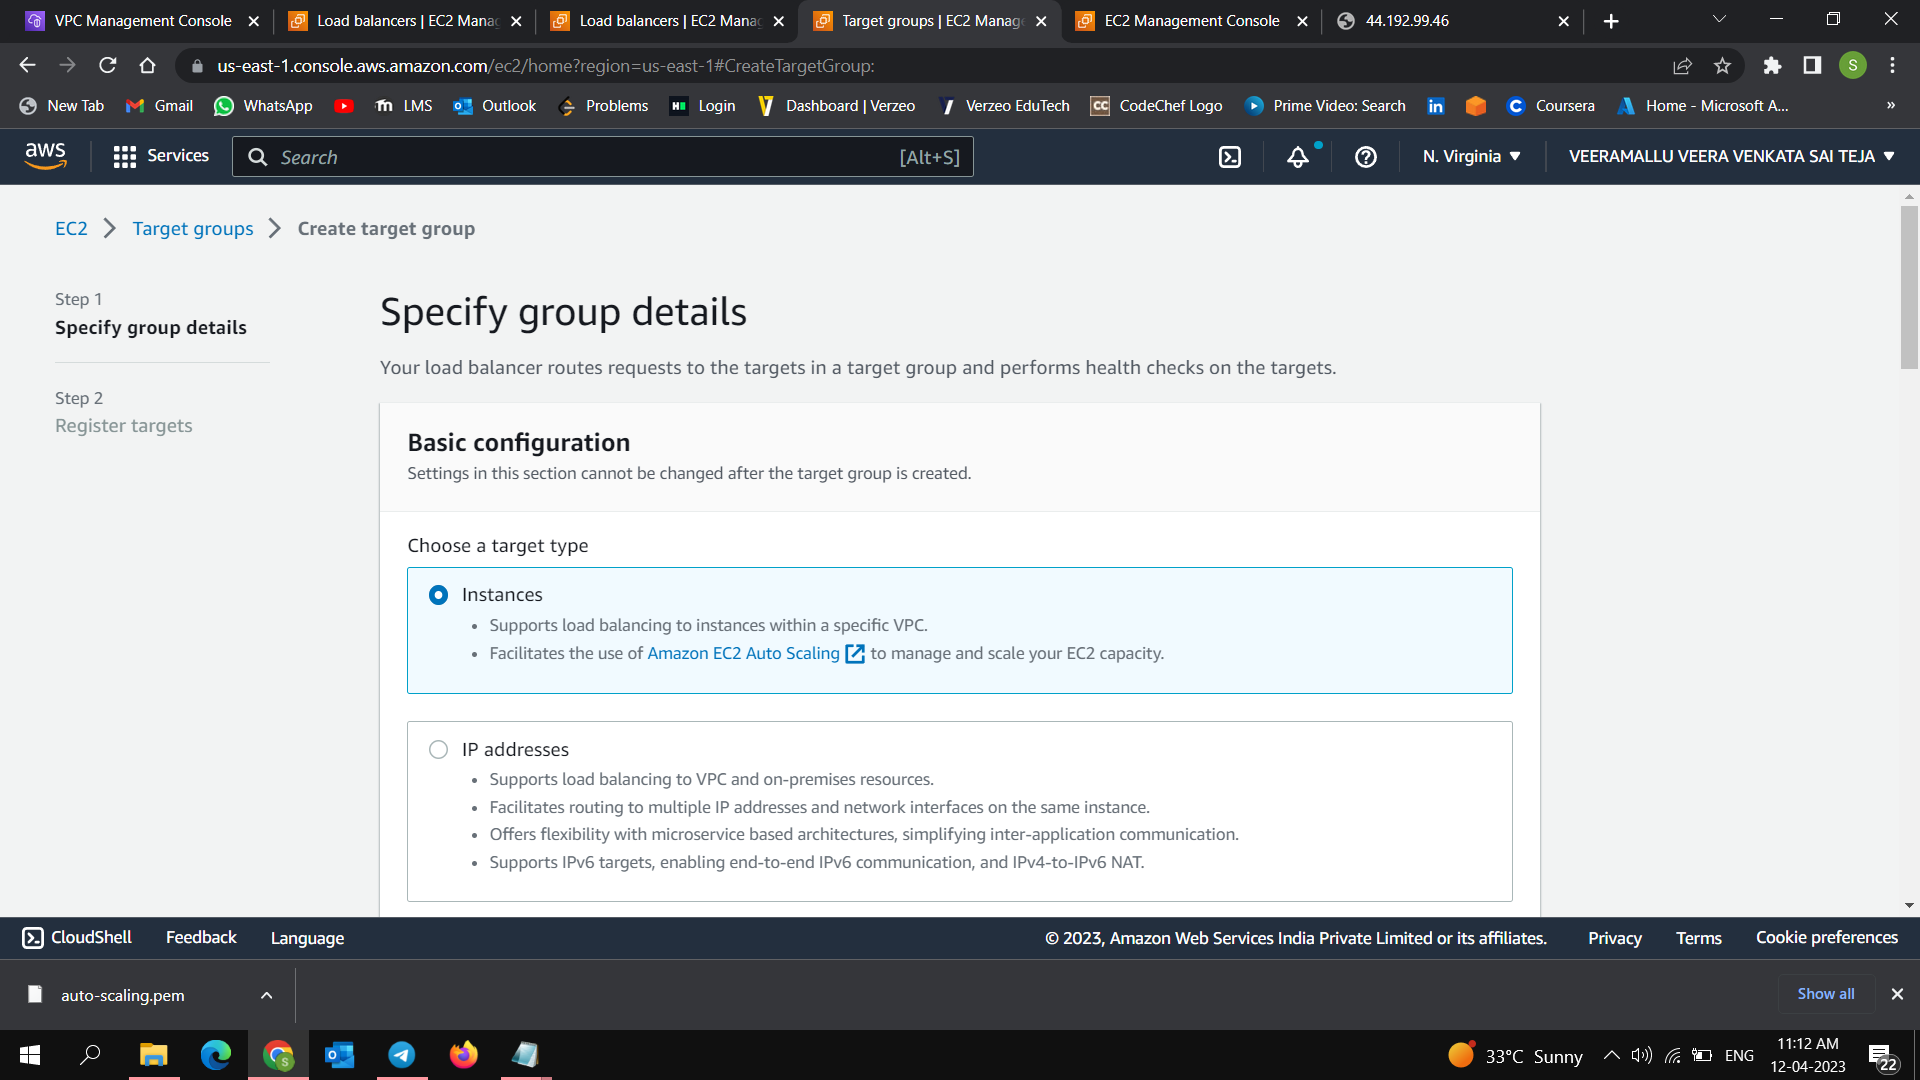 VPC Management Console
Load balancers | EC2 Manag
Load balancers | EC2 Manag
Target groups | EC2 Manage
EC2 Management Console
44.192.99.46
us-east-1.console.aws.amazon.com/ec2/home?region=us-east-1#CreateTargetGroup:
S
New Tab
Gmail
WhatsApp
LMS
Outlook
Problems
Login
Dashboard | Verzeo
Verzeo EduTech
CodeChef Logo
Prime Video: Search
Coursera
Home - Microsoft A...
aws
Services
Search
[Alt+S]
N. Virginia
VEERAMALLU VEERA VENKATA SAI TEJA
EC2
Target groups
Create target group
Step 1
Specify group details
Step 2
Register targets
Specify group details
Your load balancer routes requests to the targets in a target group and performs health checks on the targets.
Basic configuration
Settings in this section cannot be changed after the target group is created.
Choose a target type
Instances
• Supports load balancing to instances within a specific VPC.
• Facilitates the use of Amazon EC2 Auto Scaling to manage and scale your EC2 capacity.
IP addresses
• Supports load balancing to VPC and on-premises resources.
• Facilitates routing to multiple IP addresses and network interfaces on the same instance.
• Offers flexibility with microservice based architectures, simplifying inter-application communication.
• Supports IPv6 targets, enabling end-to-end IPv6 communication, and IPv4-to-IPv6 NAT.
CloudShell
Feedback
Language
© 2023, Amazon Web Services India Private Limited or its affiliates.
Privacy
Terms
Cookie preferences
auto-scaling.pem
Show all
33°C Sunny
ENG
11:12 AM
12-04-2023
22